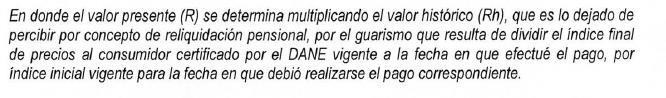 En donde el valor presente (R) se determina multiplicando el valor histórico (Rh), que es lo dejado de
percibir por concepto de reliquidación pensional, por el guarismo que resulta de dividir el índice final
de precios al consumidor certificado por el DANE vigente a la fecha en que efectué el pago, por
índice inicial vigente para la fecha en que debió realizarse el pago correspondiente.